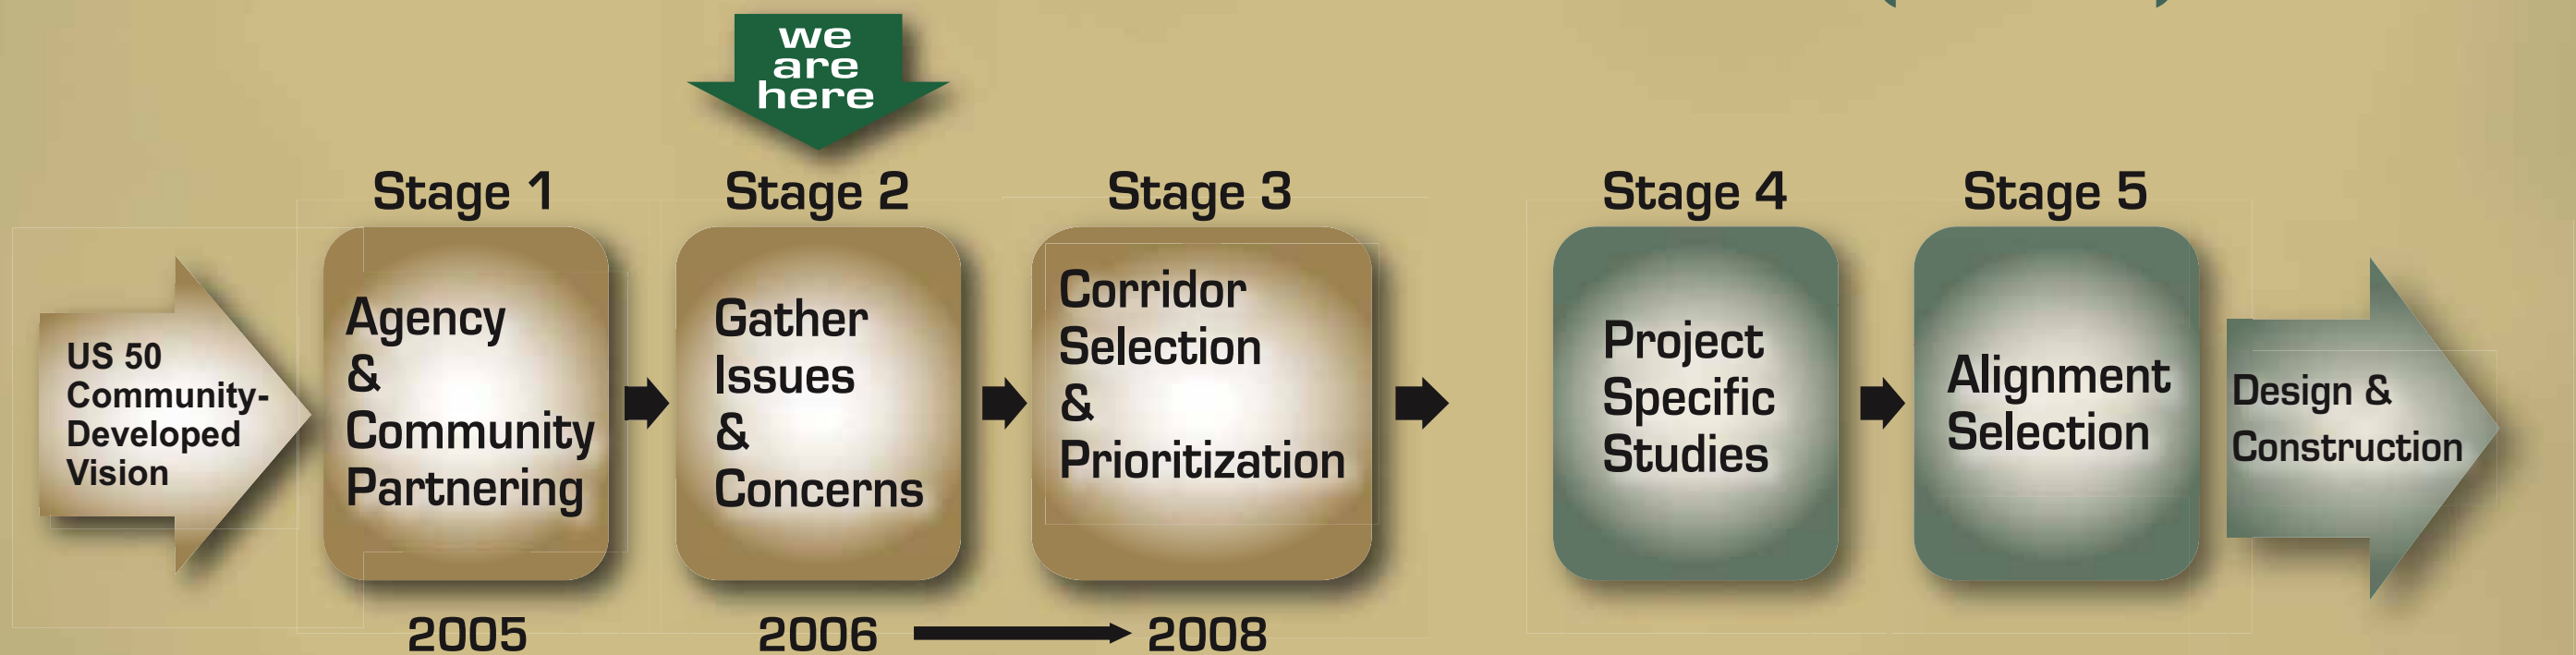 we
are
here
US 50
Community-
Developed
Vision
Stage 1
Agency
&
Community
Partnering
2005
Stage 2
Gather
Issues
&
Concerns
2006
Stage 3
Corridor
Selection
&
Prioritization
2008
Stage 4
Project
Specific
Studies
Stage 5
Alignment
Selection
Design &
Construction